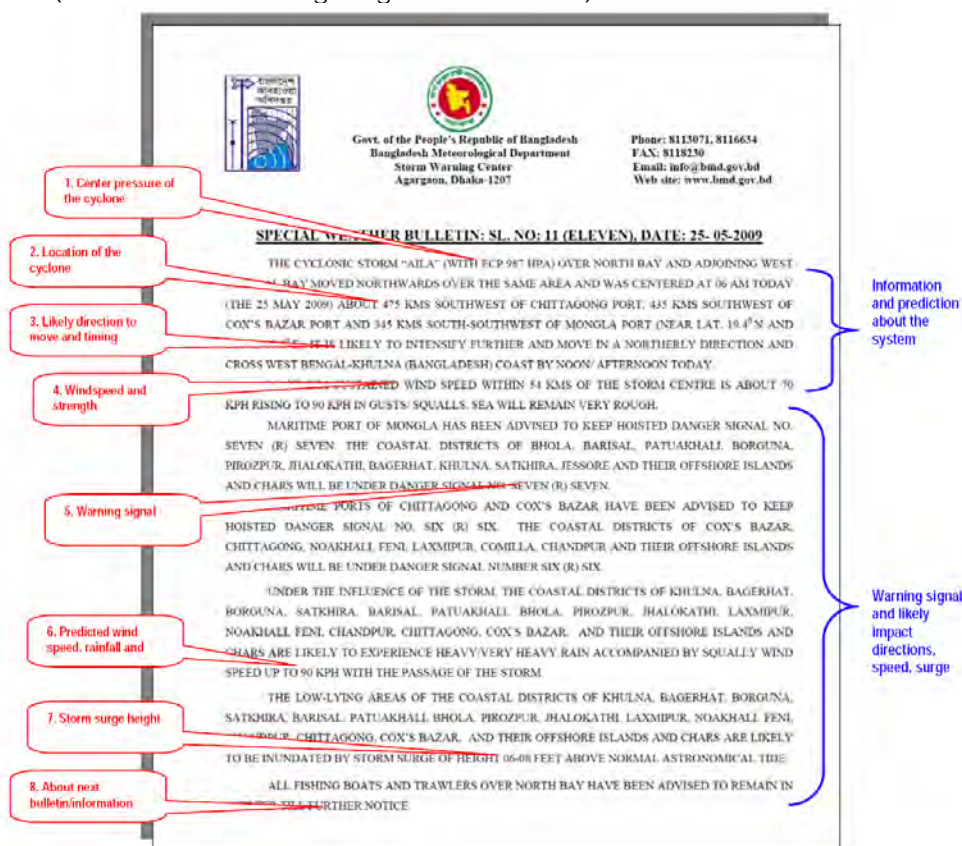 বাংলাদেশ
আবহাওয়া
অধিদপ্তর
Govt. of the People's Republic of Bangladesh
Bangladesh Meteorological Department
Storm Warning Center
Agargaon, Dhaka-1207
Phone: 8113071, 8116634
FAX: 8118230
Email: info@bmd.gov.bd
Web site: www.bmd.gov.bd
1. Center pressure of
the cyclone
2. Location of the
cyclone
3. Likely direction to
move and timing
4. Windspeed and
strength
5. Warning signal
6. Predicted wind
speed, rainfall and
7. Storm surge height
8. About next
bulletin/information
SPECIAL WEATHER BULLETIN: SL. NO: 11 (ELEVEN), DATE: 25- 05-2009
THE CYCLONIC STORM “AILA” (WITH ECP 987 HPA) OVER NORTH BAY AND ADJOINING WEST
BAY MOVED NORTHWARDS OVER THE SAME AREA AND WAS CENTERED AT 06 AM TODAY
(THE 25 MAY 2009) ABOUT 475 KMS SOUTHWEST OF CHITTAGONG PORT, 435 KMS SOUTHWEST OF
COX'S BAZAR PORT AND 345 KMS SOUTH-SOUTHWEST OF MONGLA PORT (NEAR LAT. 19.4⁰ N AND
LIKELY TO INTENSIFY FURTHER AND MOVE IN A NORTHERLY DIRECTION AND
CROSS WEST BENGAL-KHULNA (BANGLADESH) COAST BY NOON/ AFTERNOON TODAY.
WIND SPEED WITHIN 54 KMS OF THE STORM CENTRE IS ABOUT 70
KPH RISING TO 90 KPH IN GUSTS/ SQUALLS. SEA WILL REMAIN VERY ROUGH.
MARITIME PORT OF MONGLA HAS BEEN ADVISED TO KEEP HOISTED DANGER SIGNAL NO.
SEVEN (R) SEVEN. THE COASTAL DISTRICTS OF BHOLA, BARISAL, PATUAKHALI, BORGUNA,
PIROZPUR, JHALOKATHI, BAGERHAT, KHULNA, SATKHIRA, JESSORE AND THEIR OFFSHORE ISLANDS
AND CHARS WILL BE UNDER DANGER SIGNAL NO. SEVEN (R) SEVEN.
PORTS OF CHITTAGONG AND COX'S BAZAR HAVE BEEN ADVISED TO KEEP
HOISTED DANGER SIGNAL NO. SIX (R) SIX. THE COASTAL DISTRICTS OF COX'S BAZAR,
CHITTAGONG, NOAKHALI, FENI, LAXMIPUR, COMILLA, CHANDPUR AND THEIR OFFSHORE ISLANDS
AND CHARS WILL BE UNDER DANGER SIGNAL NUMBER SIX (R) SIX.
UNDER THE INFLUENCE OF THE STORM, THE COASTAL DISTRICTS OF KHULNA, BAGERHAT,
BORGUNA, SATKHIRA, BARISAL, PATUAKHALI, BHOLA, PIROZPUR, JHALOKATHI, LAXMIPUR,
NOAKHALI, FENI, CHANDPUR, CHITTAGONG, COX'S BAZAR, AND THEIR OFFSHORE ISLANDS AND
CHARS ARE LIKELY TO EXPERIENCE HEAVY/VERY HEAVY RAIN ACCOMPANIED BY SQUALLY WIND
SPEED UP TO 90 KPH WITH THE PASSAGE OF THE STORM.
THE LOW-LYING AREAS OF THE COASTAL DISTRICTS OF KHULNA, BAGERHAT, BORGUNA,
SATKHIRA, BARISAL, PATUAKHALI, BHOLA, PIROZPUR, JHALOKATHI, LAXMIPUR, NOAKHALI, FENI,
CHITTAGONG, COX'S BAZAR, AND THEIR OFFSHORE ISLANDS AND CHARS ARE LIKELY
TO BE INUNDATED BY STORM SURGE OF HEIGHT 06-08 FEET ABOVE NORMAL ASTRONOMICAL TIDE.
ALL FISHING BOATS AND TRAWLERS OVER NORTH BAY HAVE BEEN ADVISED TO REMAIN IN
TILL FURTHER NOTICE.
Information
and prediction
about the
system
Warning signal
and likely
impact
directions,
speed, surge